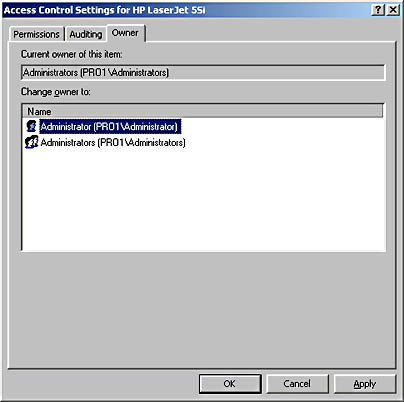 Access Control Settings for HP LaserJet 5Si
Permissions Auditing Owner
Current owner of this item:
Administrators (PRO1\Administrators)
Change owner to:
Name
Administrator (PRO1\Administrator)
Administrators (PRO1\Administrators)
OK Cancel Apply